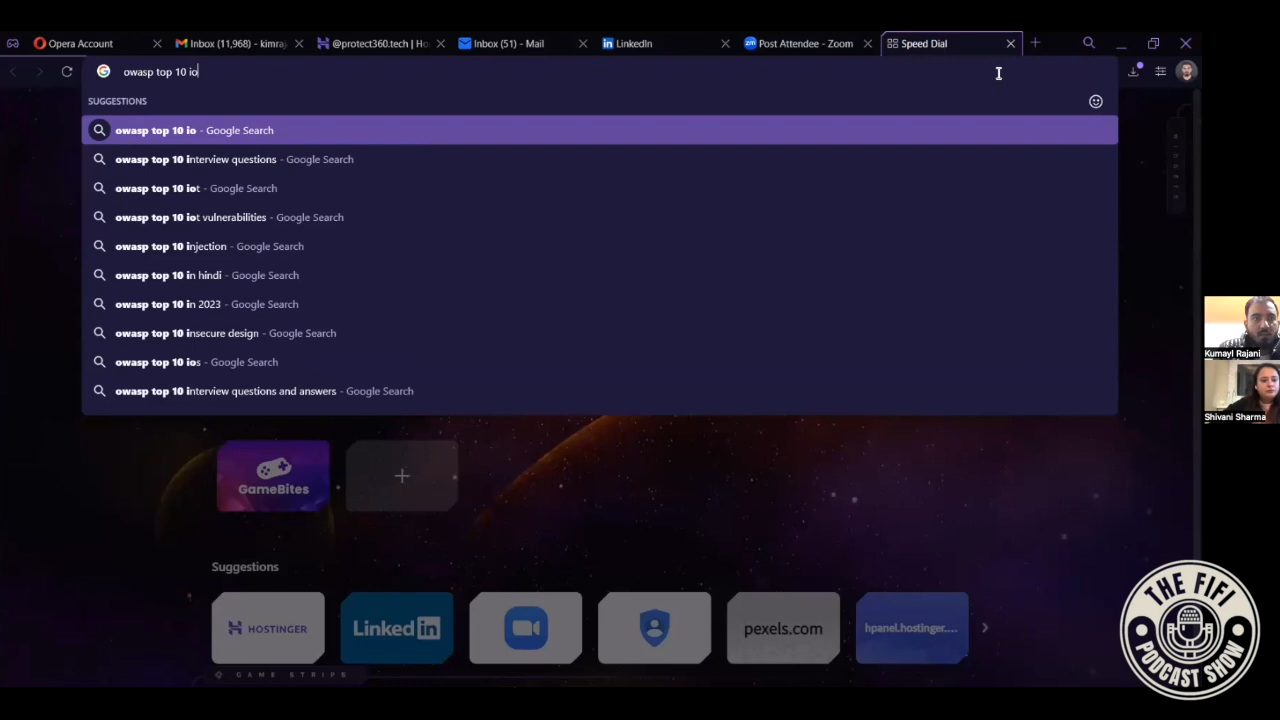 Opera Account
Inbox (11,968) - kimraj
@protect360.tech | Ho
Inbox (51) - Mail
LinkedIn
Post Attendee - Zoom
Speed Dial
owasp top 10 io
SUGGESTIONS
owasp top 10 io - Google Search
owasp top 10 interview questions - Google Search
owasp top 10 iot - Google Search
owasp top 10 iot vulnerabilities - Google Search
owasp top 10 injection - Google Search
owasp top 10 in hindi - Google Search
owasp top 10 in 2023 - Google Search
owasp top 10 insecure design - Google Search
owasp top 10 ios - Google Search
owasp top 10 interview questions and answers - Google Search
Kumayl Rajani
Shivani Sharma
GameBites
Suggestions
HOSTINGER
LinkedIn
pexels.com
hpanel.hostinger....
GAME STRIPS
THE FIFI
PODCAST SHOW